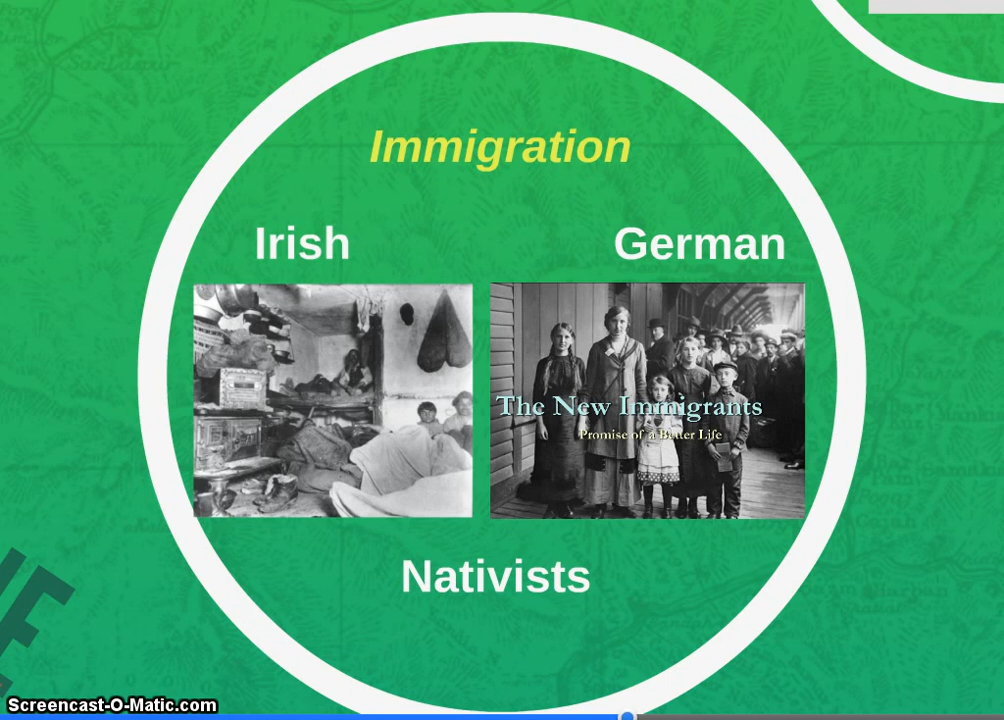 Immigration
Irish
German
The New Immigrants
Promise of a Better Life
Nativists
Screencast-O-Matic.com